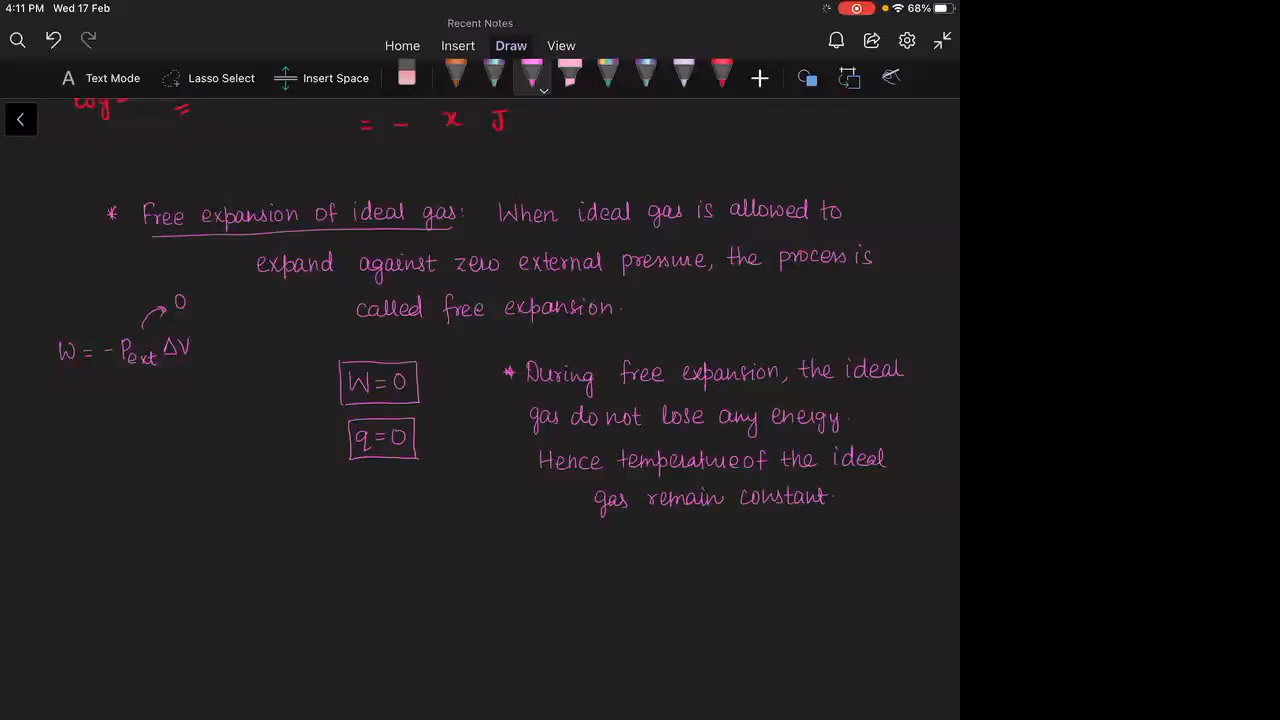 4:11 PM Wed 17 Feb
68%
Recent Notes
Home Insert Draw View
Text Mode Lasso Select Insert Space
= - x J
* Free expansion of ideal gas: When ideal gas is allowed to
expand against zero external pressure, the process is
called free expansion.
0
W = - Pext ΔV
W = 0
q = 0
* During free expansion, the ideal
gas do not lose any energy.
Hence temperature of the ideal
gas remain constant.